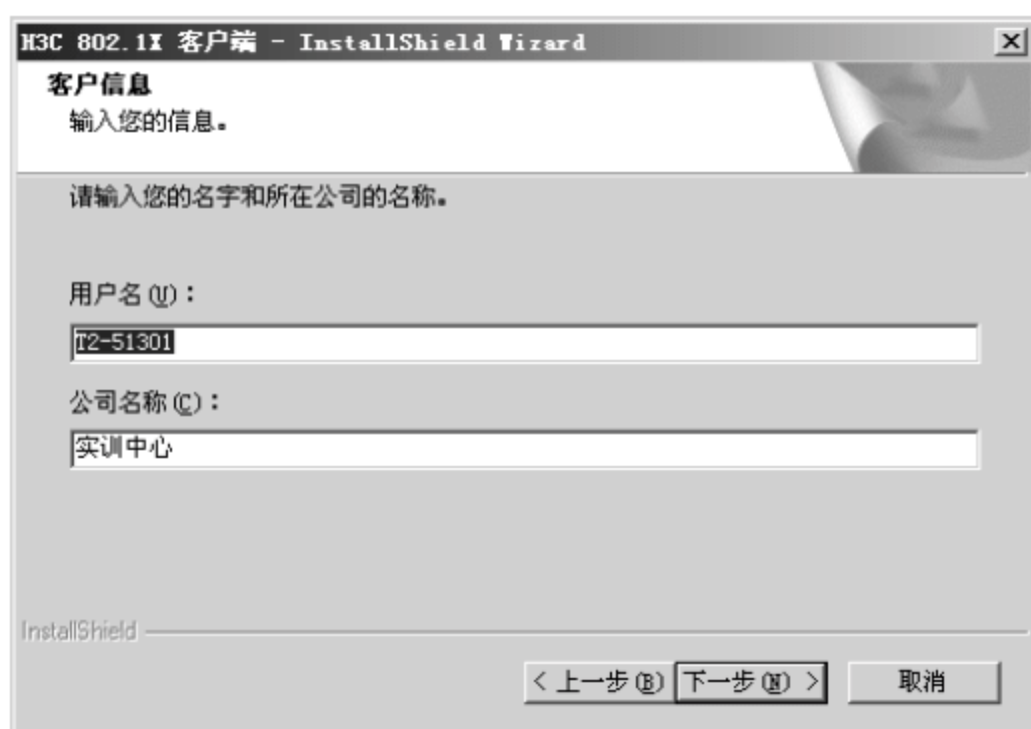 H3C 802.1X 客户端 - InstallShield Wizard
客户信息
输入您的信息。
请输入您的名字和所在公司的名称。
用户名(U)：
T2-51301
公司名称(C)：
实训中心
InstallShield
< 上一步(B) 下一步(N) > 取消